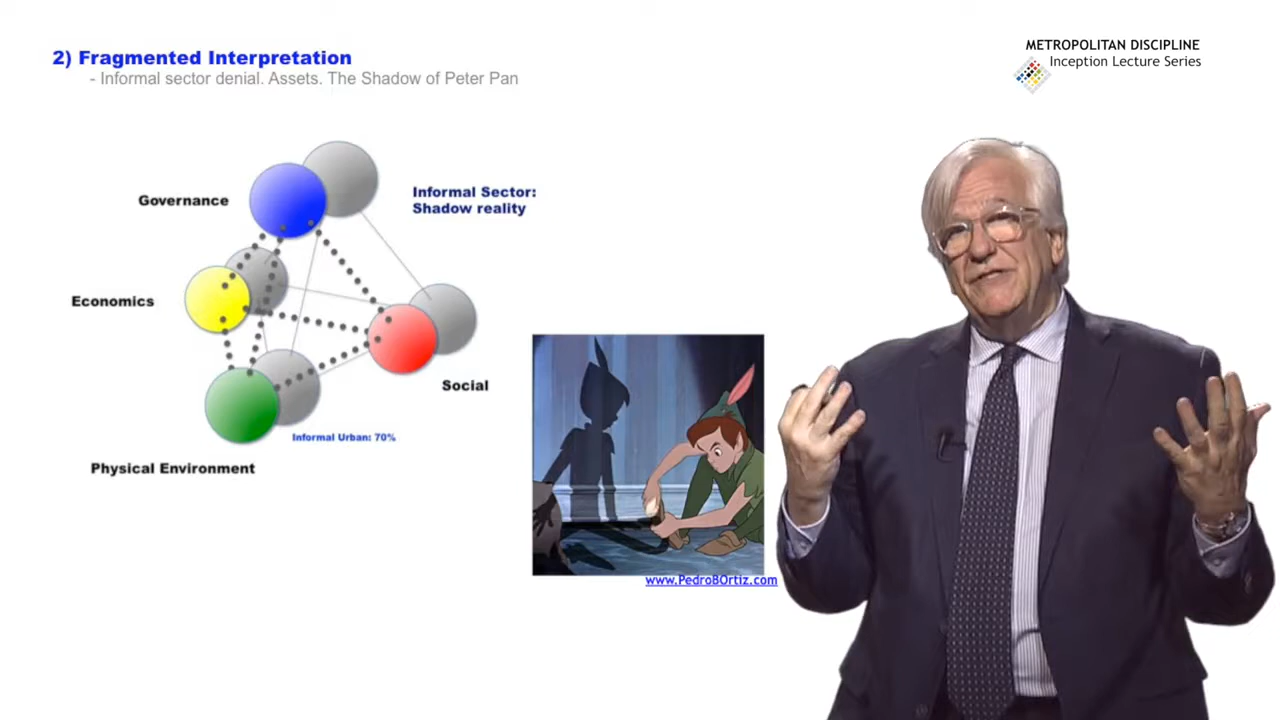 2) Fragmented Interpretation
- Informal sector denial. Assets. The Shadow of Peter Pan
METROPOLITAN DISCIPLINE
Inception Lecture Series
Governance
Informal Sector:
Shadow reality
Economics
Social
Informal Urban: 70%
Physical Environment
www.PedroBOrtiz.com